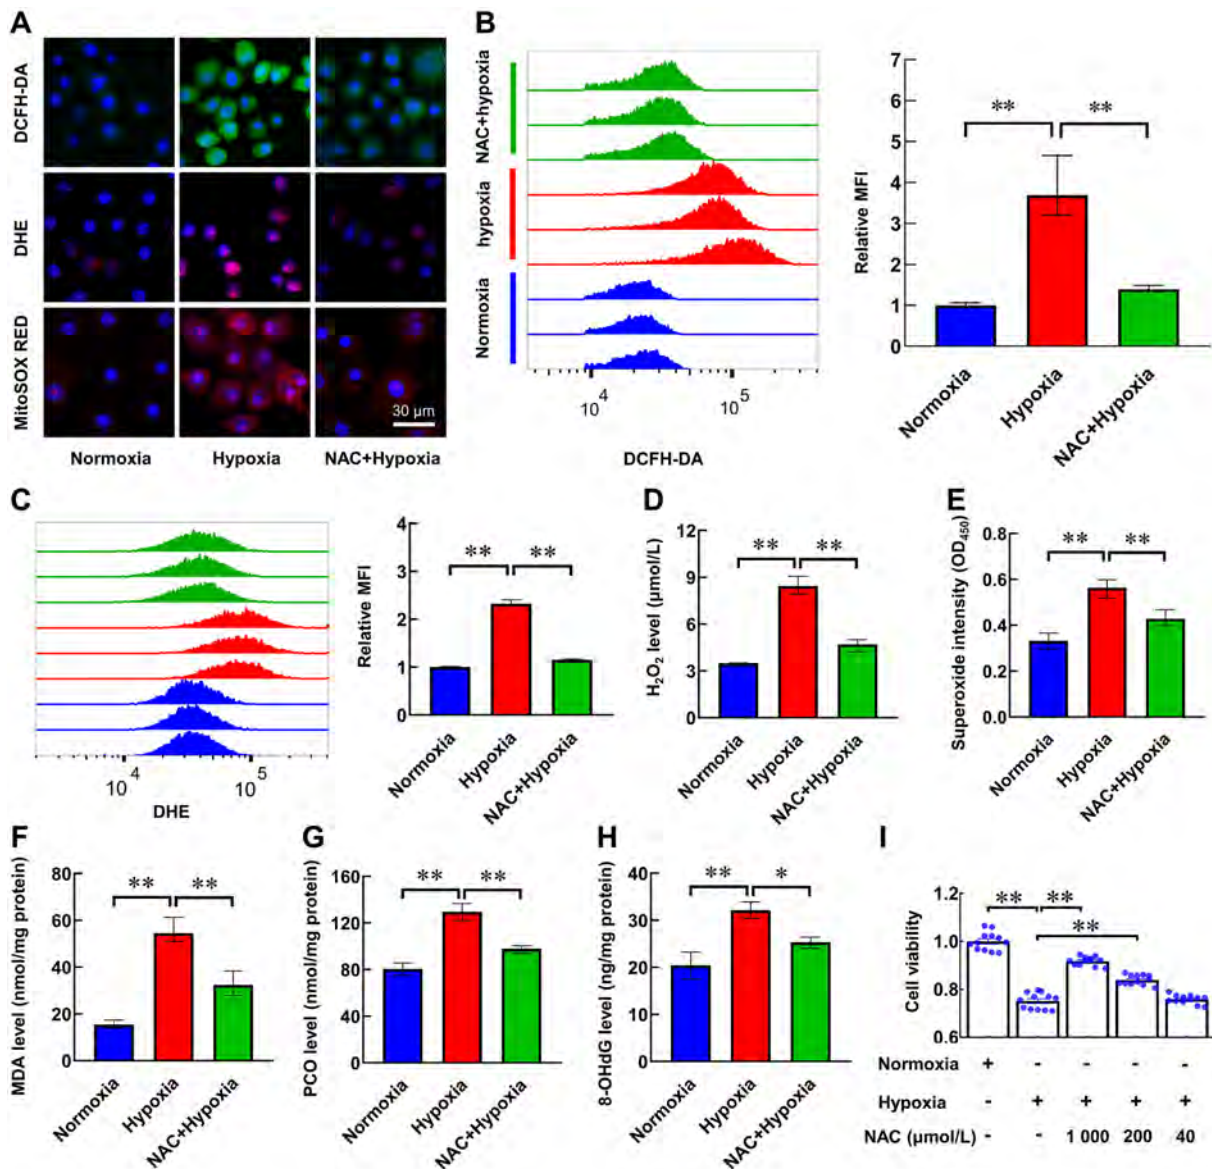 A
DCFH-DA
DHE
MitoSOX RED
30 μm
Normoxia
Hypoxia
NAC+Hypoxia
B
NAC+hypoxia
hypoxia
Normoxia
10^4
10^5
DCFH-DA
Relative MFI
7
6
5
4
3
2
1
0
**
**
Normoxia
Hypoxia
NAC+Hypoxia
C
10^4
10^5
DHE
Relative MFI
4
3
2
1
0
**
**
Normoxia
Hypoxia
NAC+Hypoxia
D
H₂O₂ level (μmol/L)
12
9
6
3
0
**
**
Normoxia
Hypoxia
NAC+Hypoxia
E
Superoxide intensity (OD₄₅₀)
0.8
0.6
0.4
0.2
0.0
**
**
Normoxia
Hypoxia
NAC+Hypoxia
F
MDA level (nmol/mg protein)
80
60
40
20
0
**
**
Normoxia
Hypoxia
NAC+Hypoxia
G
PCO level (nmol/mg protein)
160
120
80
40
0
**
**
Normoxia
Hypoxia
NAC+Hypoxia
H
8-OHdG level (ng/mg protein)
40
30
20
10
0
**
*
Normoxia
Hypoxia
NAC+Hypoxia
I
Cell viability
1.2
1.0
0.8
0.6
**
**
**
Normoxia + - - - -
Hypoxia - + + + +
NAC (μmol/L) - - 1 000 200 40